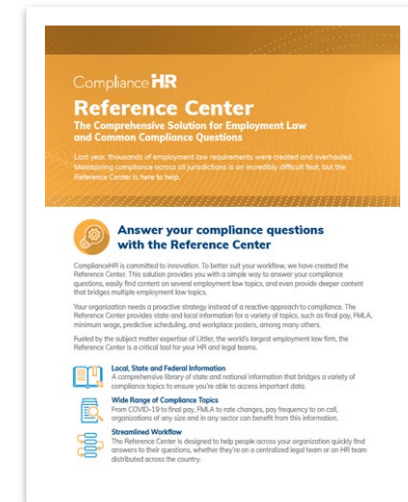 Compliance HR
Reference Center
The Comprehensive Solution for Employment Law
and Common Compliance Questions
Last year, thousands of employment law requirements were created and overhauled.
Maintaining compliance across all jurisdictions is an incredibly difficult feat, but the
Reference Center is here to help.
Answer your compliance questions
with the Reference Center
ComplianceHR is committed to innovation. To better suit your workflow, we have created the
Reference Center. This solution provides you with a simple way to answer your compliance
questions, easily find content on several employment law topics, and even provide deeper content
that bridges multiple employment law topics.
Your organization needs a proactive strategy instead of a reactive approach to compliance. The
Reference Center provides state and local information for a variety of topics, such as final pay, FMLA,
minimum wage, predictive scheduling, and workplace posters, among many others.
Fueled by the subject matter expertise of Littler, the world's largest employment law firm, the
Reference Center is a critical tool for your HR and legal teams.
Local, State and Federal Information
A comprehensive library of state and national information that bridges a variety of
compliance topics to ensure you're able to access important data.
Wide Range of Compliance Topics
From COVID-19 to final pay, FMLA to rate changes, pay frequency to on call,
organizations of any size and in any sector can benefit from this information.
Streamlined Workflow
The Reference Center is designed to help people across your organization quickly find
answers to their questions, whether they're on a centralized legal team or an HR team
distributed across the country.